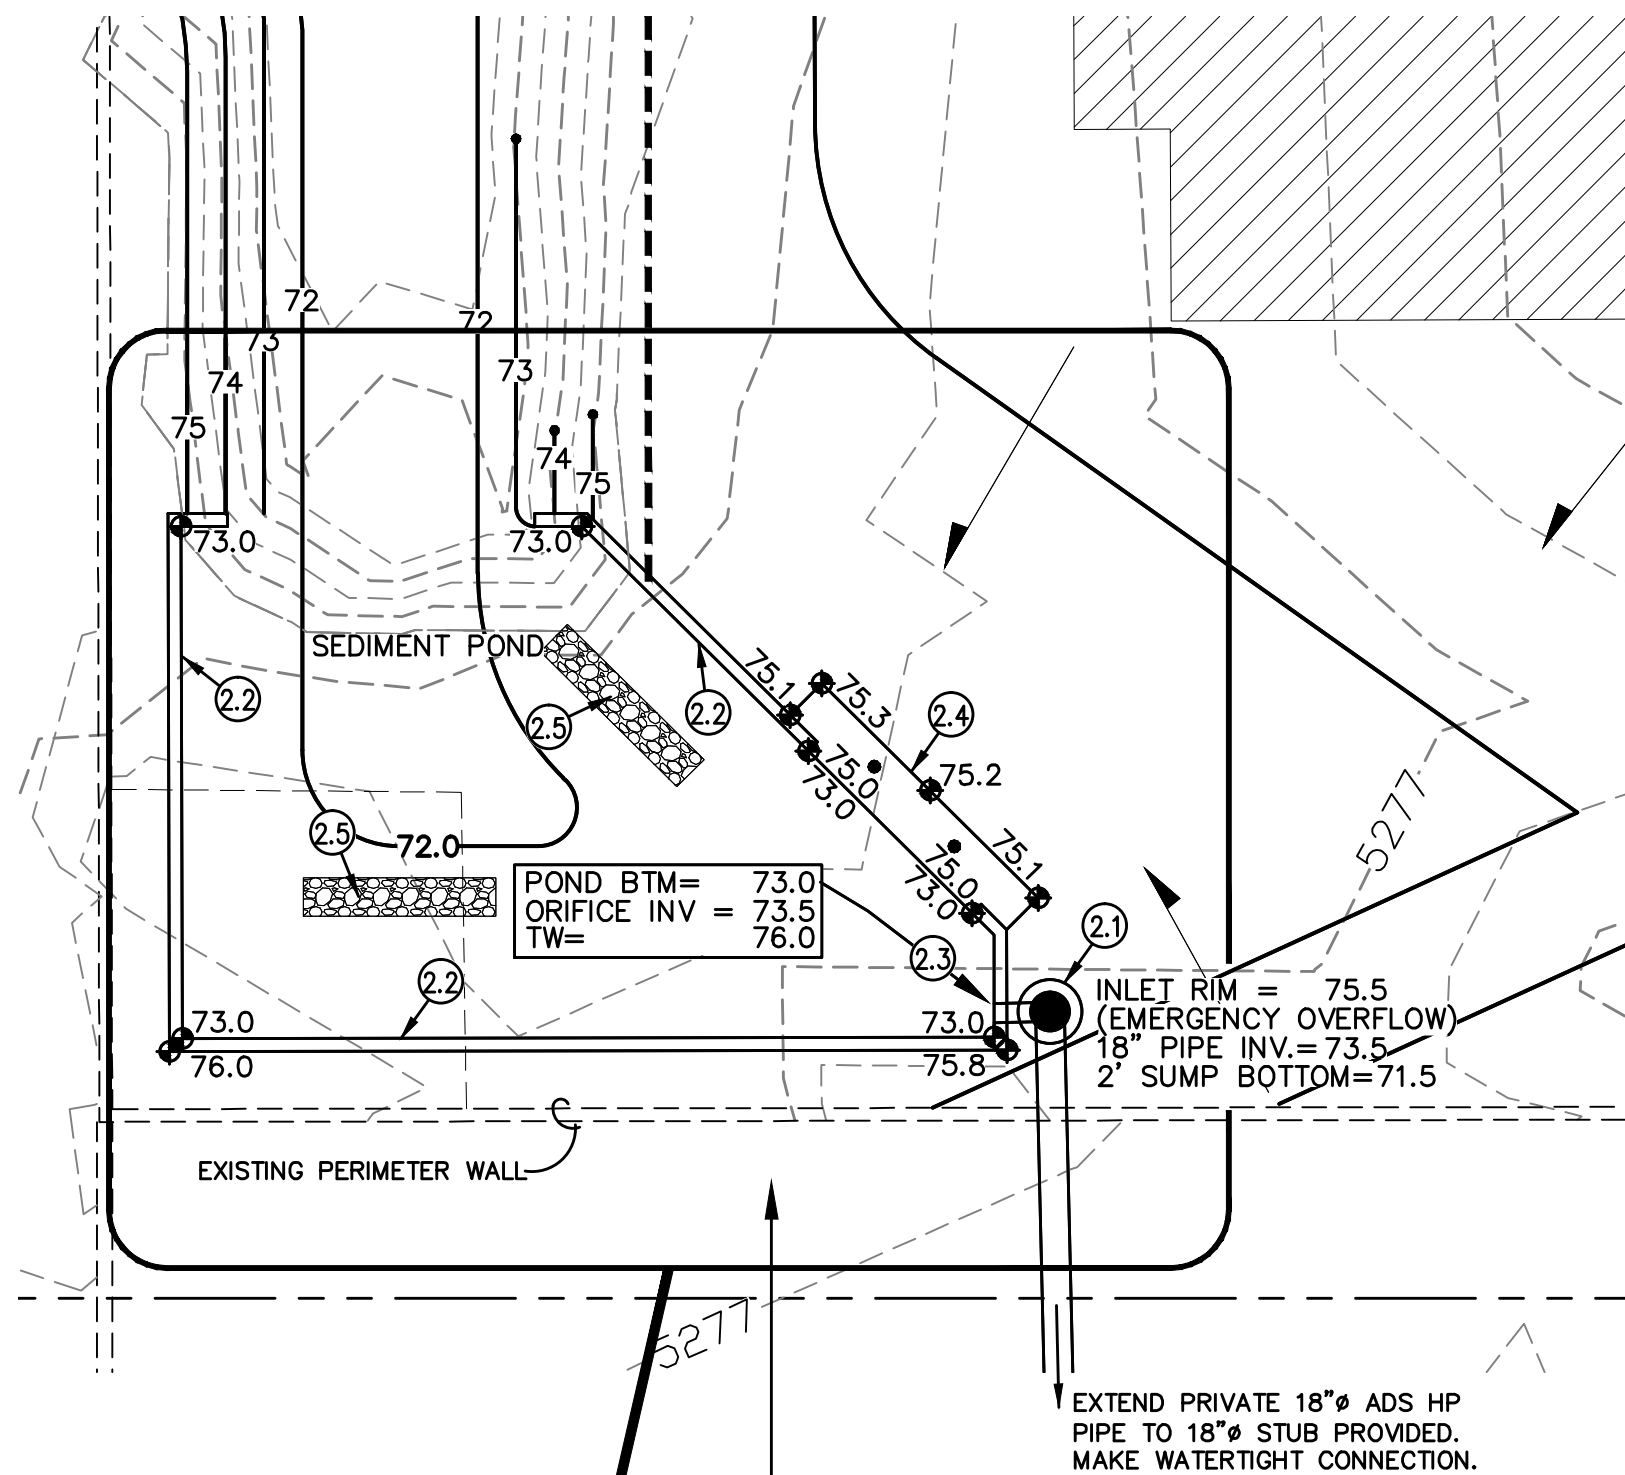 72
72
73
73
74
75
74
75
73.0
73.0
SEDIMENT POND
2.2
2.5
2.2
75.1
75.3
2.4
75.0
73.0
75.2
5277
2.5
72.0
75.0
73.0
75.1
POND BTM= 73.0
ORIFICE INV = 73.5
TW= 76.0
2.3
2.1
2.2
INLET RIM = 75.5
(EMERGENCY OVERFLOW)
18" PIPE INV.= 73.5
2' SUMP BOTTOM=71.5
73.0
76.0
73.0
75.8
EXISTING PERIMETER WALL
5277
EXTEND PRIVATE 18"ø ADS HP
PIPE TO 18"ø STUB PROVIDED.
MAKE WATERTIGHT CONNECTION.